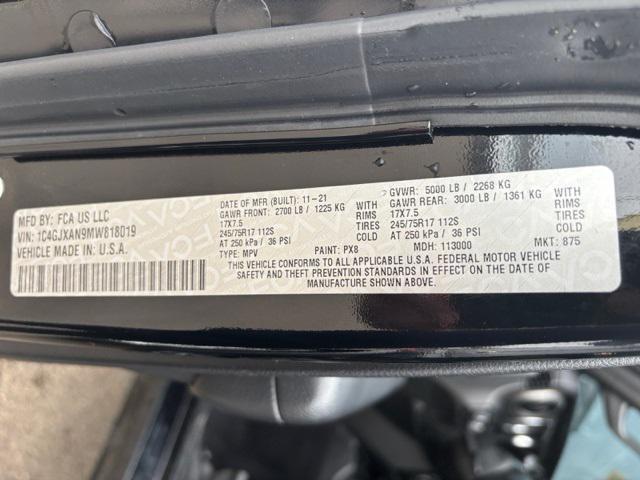 MFD BY: FCA US LLC
VIN: 1C4GJXAN9MW818019
VEHICLE MADE IN: U.S.A.
DATE OF MFR (BUILT): 11-21
GAWR FRONT: 2700 LB / 1225 KG
17X7.5
TIRES
245/75R17 112S
COLD
AT 250 kPa / 36 PSI
TYPE: MPV
PAINT: PX8
GVWR: 5000 LB / 2268 KG
GAWR REAR: 3000 LB / 1361 KG
17X7.5
TIRES
245/75R17 112S
COLD
AT 250 kPa / 36 PSI
MDH: 113000
MKT: 875
THIS VEHICLE CONFORMS TO ALL APPLICABLE U.S.A. FEDERAL MOTOR VEHICLE
SAFETY AND THEFT PREVENTION STANDARDS IN EFFECT ON THE DATE OF
MANUFACTURE SHOWN ABOVE.